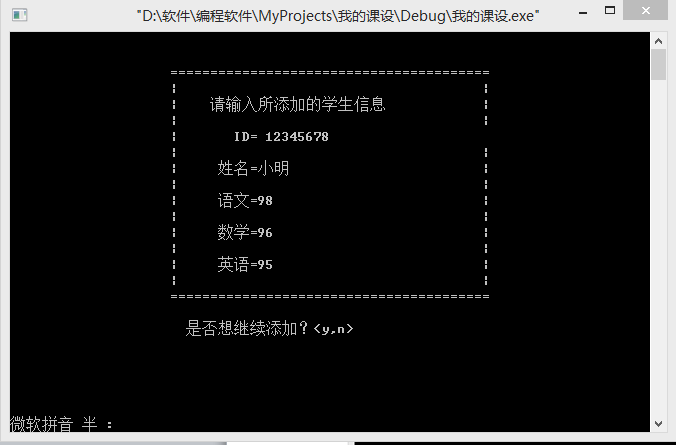 "D:\软件\编程软件\MyProjects\我的课设\Debug\我的课设.exe"
请输入所添加的学生信息
ID= 12345678
姓名=小明
语文=98
数学=96
英语=95
是否想继续添加？<y,n>
微软拼音 半 :